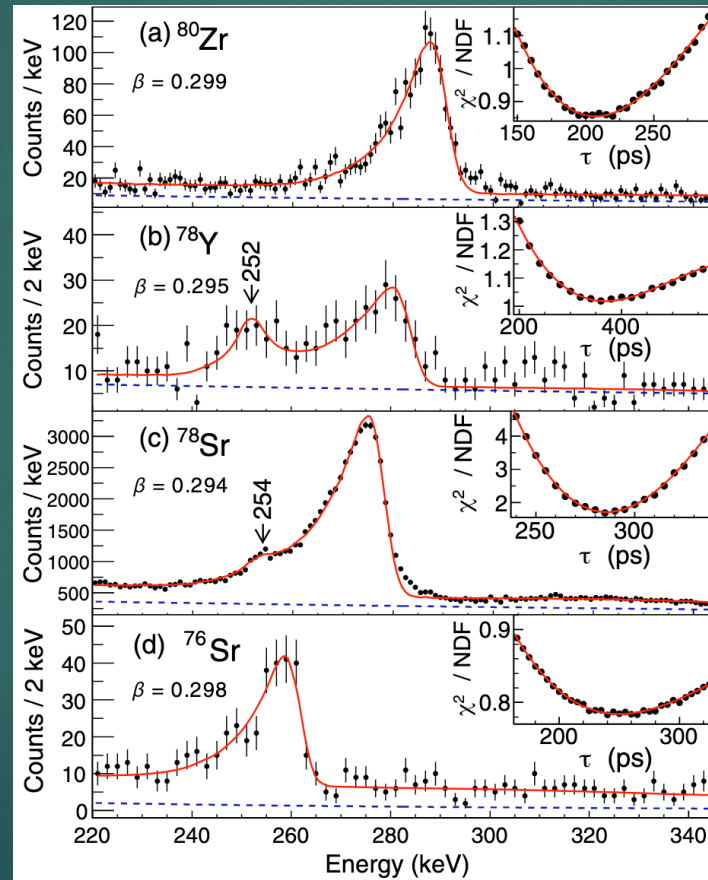 (a) ⁸⁰Zr
β = 0.299
Counts / keV
120
100
80
60
40
20
χ² / NDF
1.1
1
0.9
150
200
250
τ (ps)
(b) ⁷⁸Y
β = 0.295
252
Counts / 2 keV
40
30
20
10
χ² / NDF
1.3
1.2
1.1
1
200
400
τ (ps)
(c) ⁷⁸Sr
β = 0.294
254
Counts / keV
3000
2500
2000
1500
1000
500
χ² / NDF
4
3
2
250
300
τ (ps)
(d) ⁷⁶Sr
β = 0.298
Counts / 2 keV
50
40
30
20
10
0
χ² / NDF
0.9
0.8
200
300
τ (ps)
220
240
260
280
300
320
340
Energy (keV)